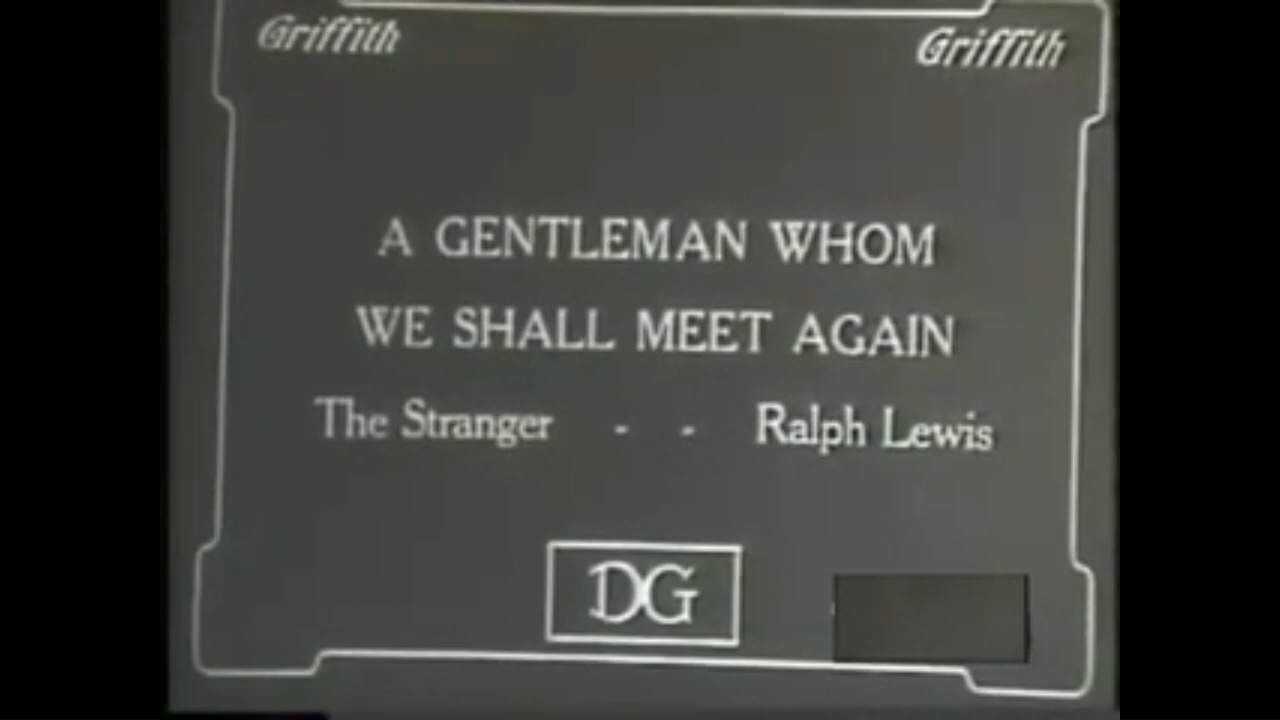 Griffith Griffith
A GENTLEMAN WHOM
WE SHALL MEET AGAIN
The Stranger - - Ralph Lewis
DG